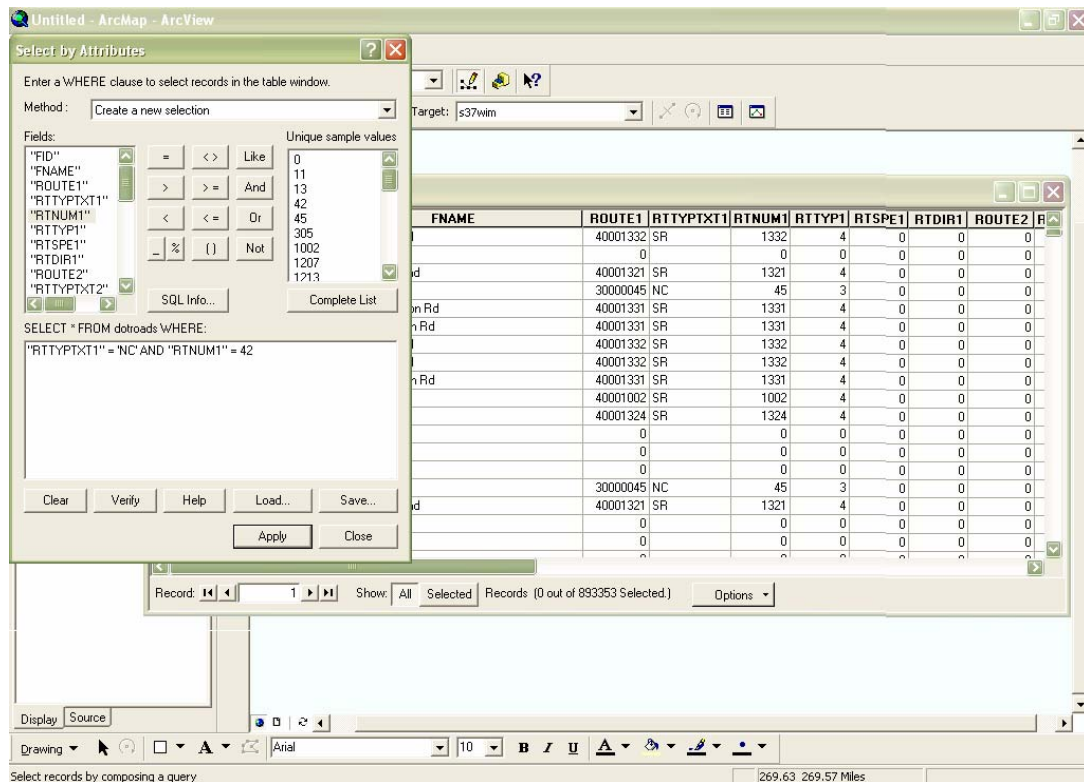 Untitled - ArcMap - ArcView
Select by Attributes
Enter a WHERE clause to select records in the table window.
Method : Create a new selection
Target: s37wim
Fields: Unique sample values
"FID"
"FNAME"
"ROUTE1"
"RTTYPTXT1"
"RTNUM1"
"RTTYP1"
"RTSPE1"
"RTDIR1"
"ROUTE2"
"RTTYPTXT2"
= < > Like
> > = And
< < = Or
_ % ( ) Not
0
11
13
42
45
305
1002
1207
1213
SQL Info... Complete List
SELECT * FROM dotroads WHERE:
"RTTYPTXT1" = 'NC' AND "RTNUM1" = 42
Clear Verify Help Load... Save...
Apply Close
FNAME ROUTE1 RTTYPTXT1 RTNUM1 RTTYP1 RTSPE1 RTDIR1 ROUTE2 R
40001332 SR 1332 4 0 0 0
0 0 0 0 0 0
40001321 SR 1321 4 0 0 0
30000045 NC 45 3 0 0 0
on Rd 40001331 SR 1331 4 0 0 0
n Rd 40001331 SR 1331 4 0 0 0
40001332 SR 1332 4 0 0 0
40001332 SR 1332 4 0 0 0
n Rd 40001331 SR 1331 4 0 0 0
40001002 SR 1002 4 0 0 0
40001324 SR 1324 4 0 0 0
0 0 0 0 0 0
0 0 0 0 0 0
0 0 0 0 0 0
30000045 NC 45 3 0 0 0
40001321 SR 1321 4 0 0 0
0 0 0 0 0 0
0 0 0 0 0 0
Record: 1 Show: All Selected Records (0 out of 893353 Selected.) Options
Display Source
Drawing A Arial 10 B I U A
Select records by composing a query 269.63 269.57 Miles